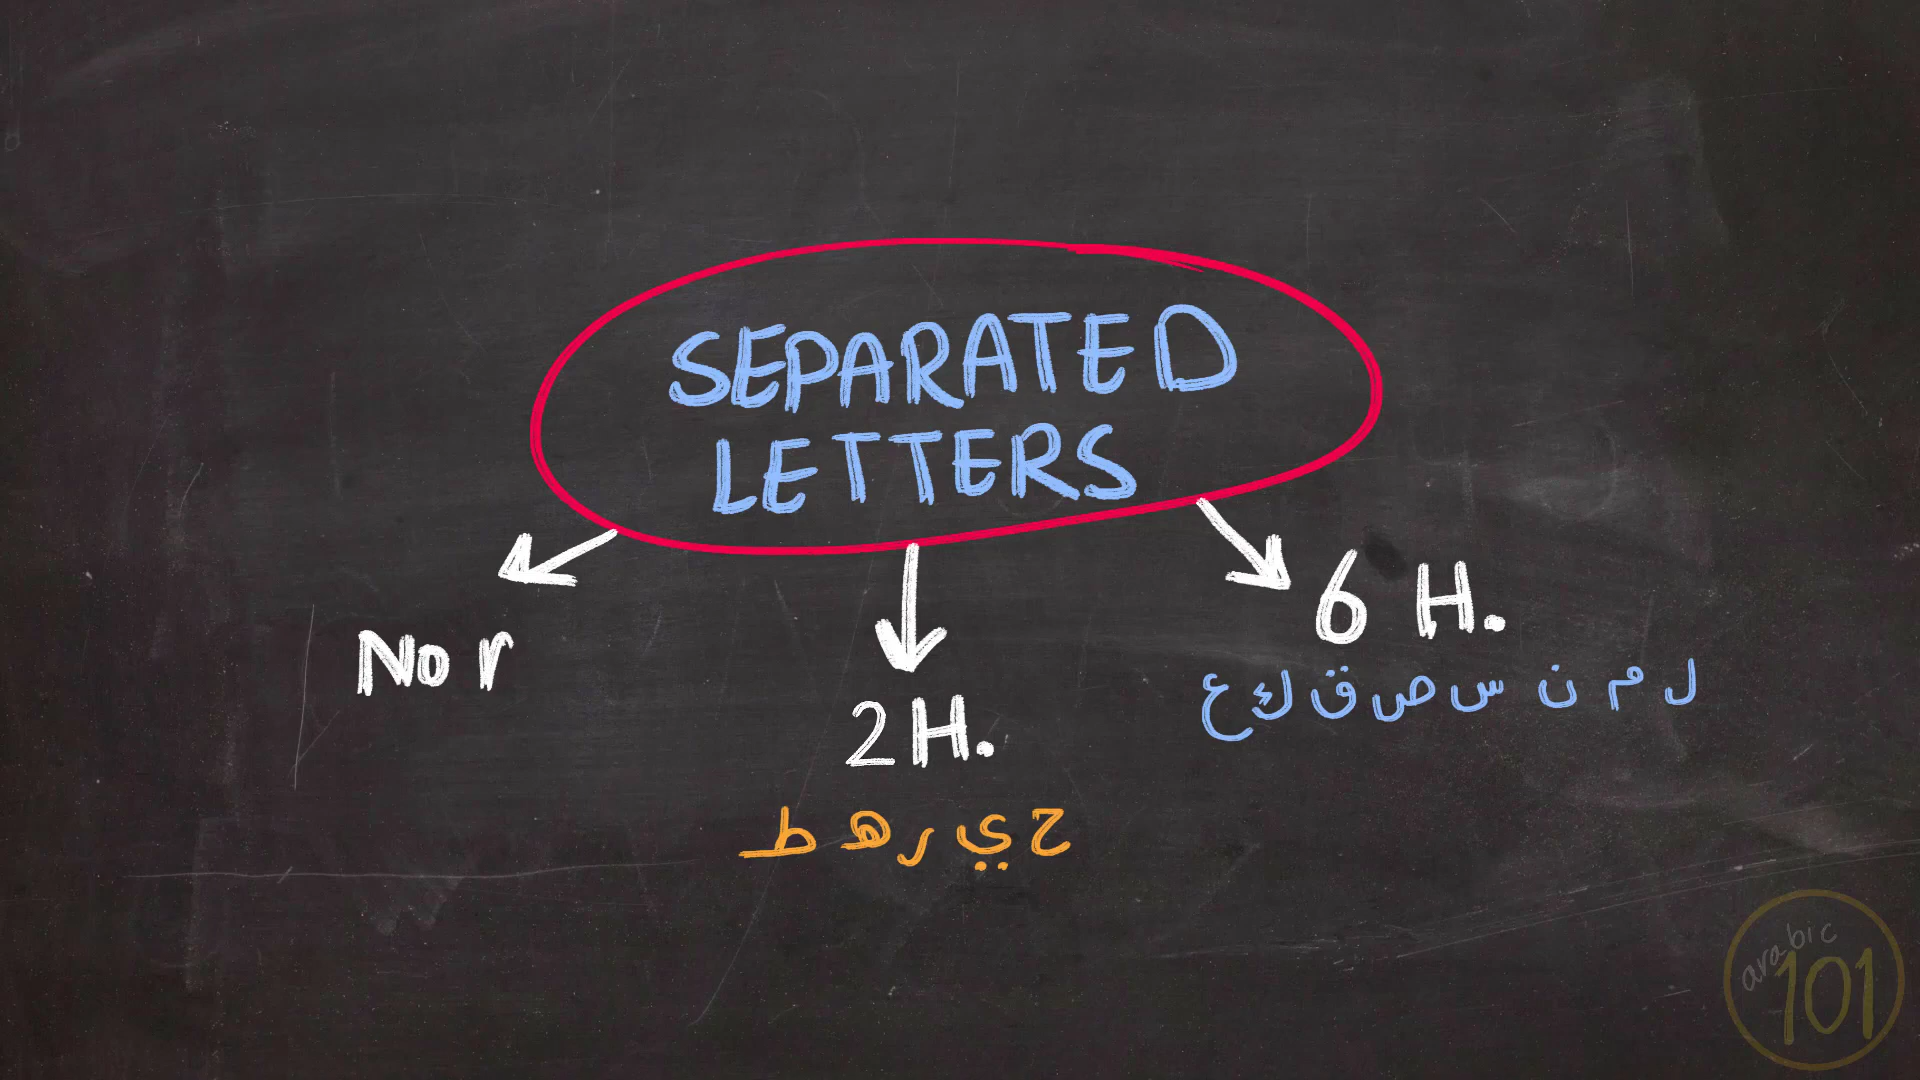 SEPARATED
LETTERS
No r
2 H.
ح ي ر ه ط
6 H.
ل م ن س ص ق ك ع
arabic
101